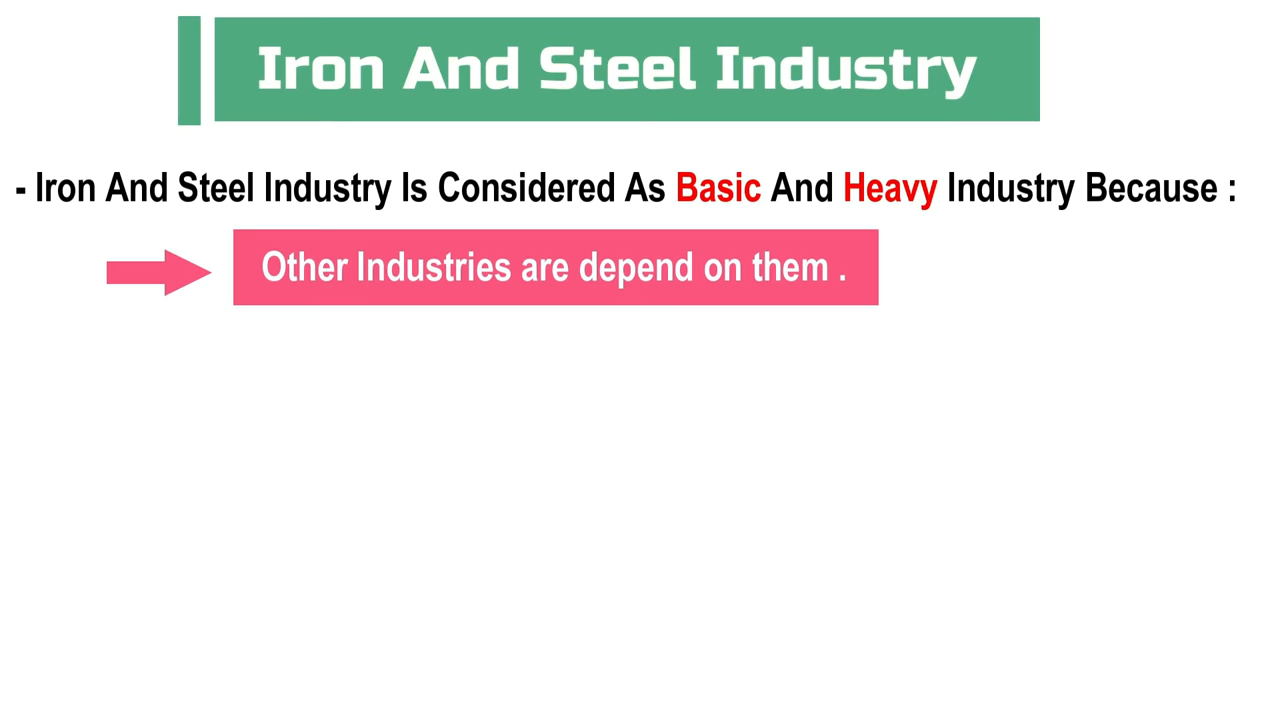 Iron And Steel Industry
- Iron And Steel Industry Is Considered As Basic And Heavy Industry Because :
Other Industries are depend on them .